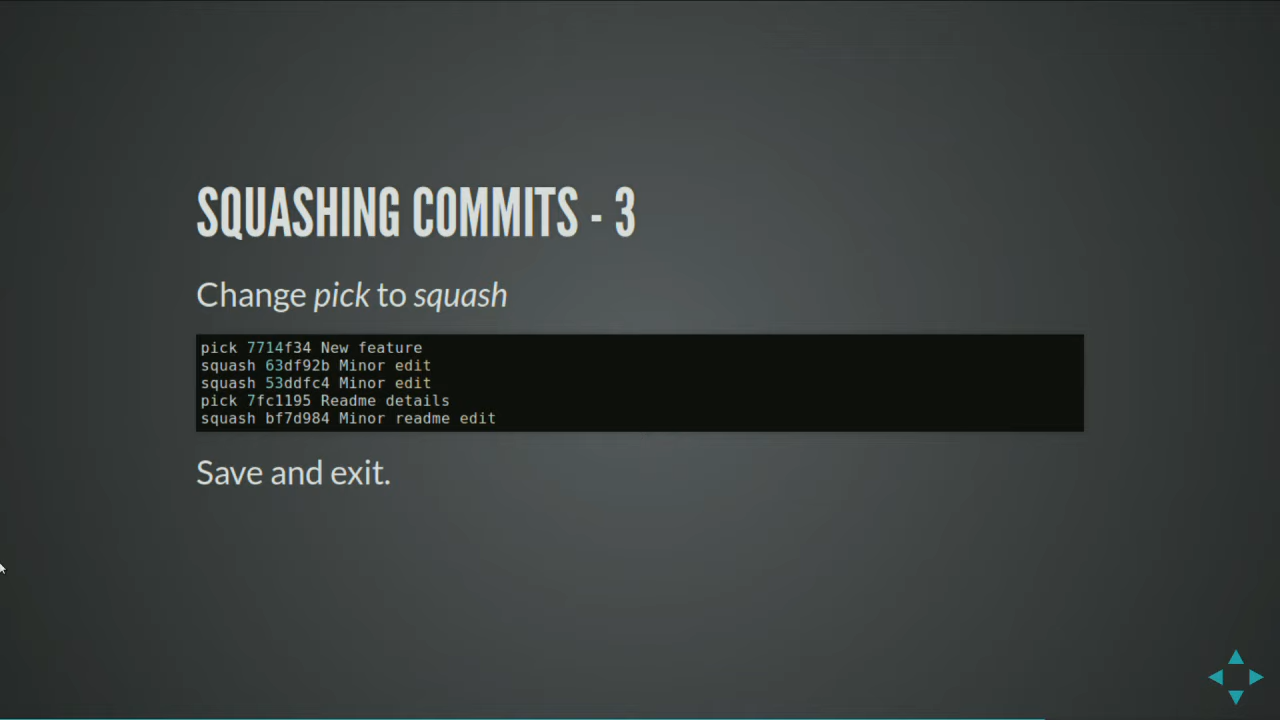 SQUASHING COMMITS - 3
Change pick to squash
pick 7714f34 New feature
squash 63df92b Minor edit
squash 53ddfc4 Minor edit
pick 7fc1195 Readme details
squash bf7d984 Minor readme edit
Save and exit.